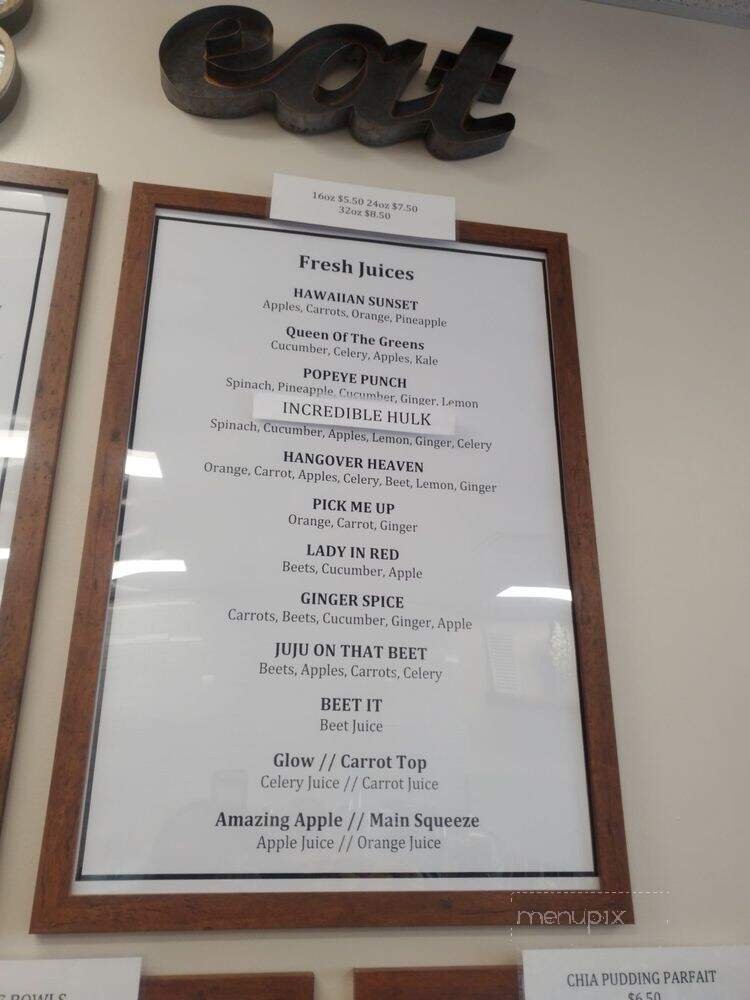 eat
16oz $5.50 24oz $7.50
32oz $8.50
Fresh Juices
HAWAIIAN SUNSET
Apples, Carrots, Orange, Pineapple
Queen Of The Greens
Cucumber, Celery, Apples, Kale
POPEYE PUNCH
Spinach, Pineapple, Cucumber, Ginger, Lemon
INCREDIBLE HULK
Spinach, Cucumber, Apples, Lemon, Ginger, Celery
HANGOVER HEAVEN
Orange, Carrot, Apples, Celery, Beet, Lemon, Ginger
PICK ME UP
Orange, Carrot, Ginger
LADY IN RED
Beets, Cucumber, Apple
GINGER SPICE
Carrots, Beets, Cucumber, Ginger, Apple
JUJU ON THAT BEET
Beets, Apples, Carrots, Celery
BEET IT
Beet Juice
Glow // Carrot Top
Celery Juice // Carrot Juice
Amazing Apple // Main Squeeze
Apple Juice // Orange Juice
menupix
BOWLS
CHIA PUDDING PARFAIT
$6.50